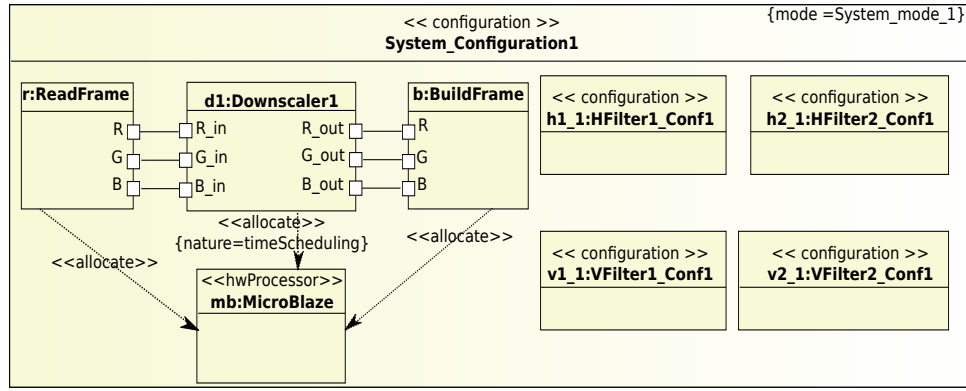 << configuration >>
{mode =System_mode_1}
System_Configuration1
r:ReadFrame
R
G
B
d1:Downscaler1
R_in
R_out
G_in
G_out
B_in
B_out
b:BuildFrame
R
G
B
<< configuration >>
h1_1:HFilter1_Conf1
<< configuration >>
h2_1:HFilter2_Conf1
<<allocate>>
{nature=timeScheduling}
<<allocate>>
<<allocate>>
<<hwProcessor>>
mb:MicroBlaze
<< configuration >>
v1_1:VFilter1_Conf1
<< configuration >>
v2_1:VFilter2_Conf1